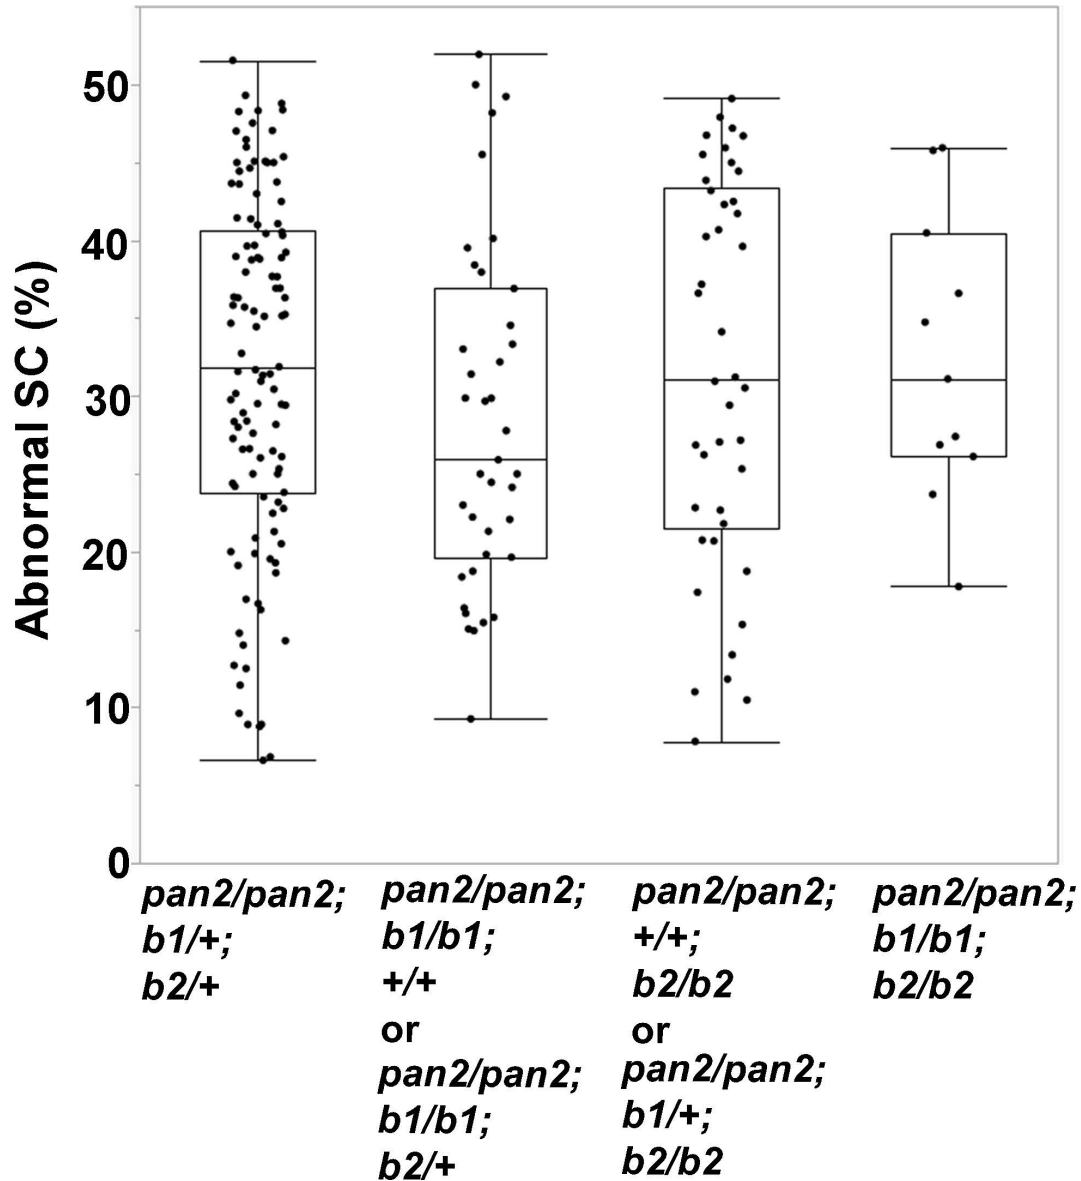 Abnormal SC (%)
50
40
30
20
10
0
pan2/pan2;
b1/+;
b2/+
pan2/pan2;
b1/b1;
+/+
or
pan2/pan2;
b1/b1;
b2/+
pan2/pan2;
+/+;
b2/b2
or
pan2/pan2;
b1/+;
b2/b2
pan2/pan2;
b1/b1;
b2/b2